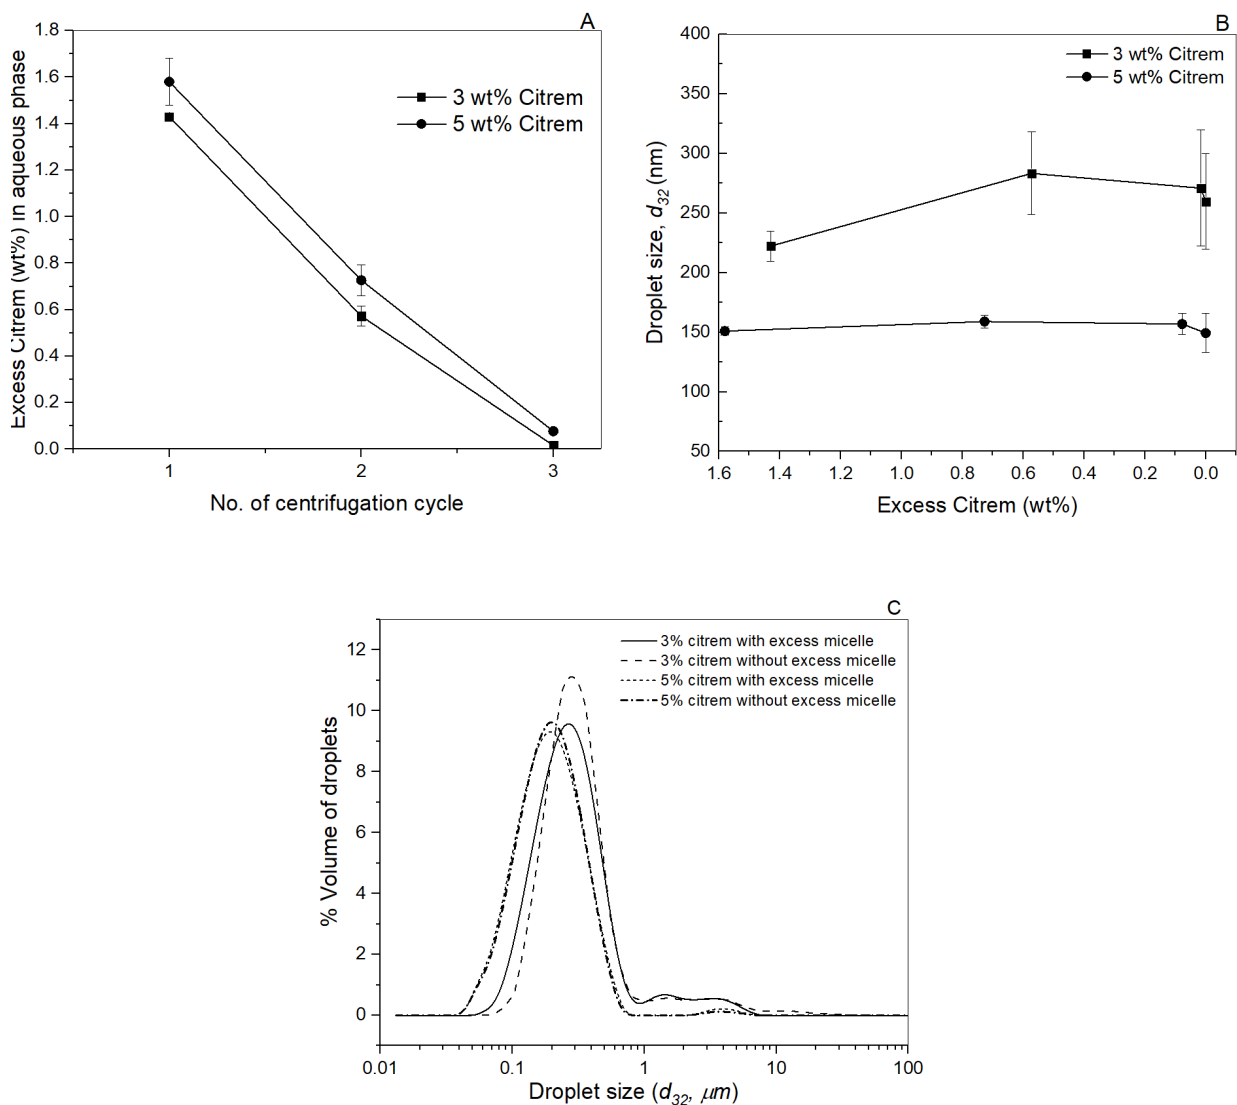 A
1.8
1.6
1.4
1.2
1.0
0.8
0.6
0.4
0.2
0.0
Excess Citrem (wt%) in aqueous phase
3 wt% Citrem
5 wt% Citrem
1 2 3
No. of centrifugation cycle
B
400
350
300
250
200
150
100
50
Droplet size, d32 (nm)
3 wt% Citrem
5 wt% Citrem
1.6 1.4 1.2 1.0 0.8 0.6 0.4 0.2 0.0
Excess Citrem (wt%)
C
12
10
8
6
4
2
0
% Volume of droplets
3% citrem with excess micelle
3% citrem without excess micelle
5% citrem with excess micelle
5% citrem without excess micelle
0.01 0.1 1 10 100
Droplet size (d32, μm)